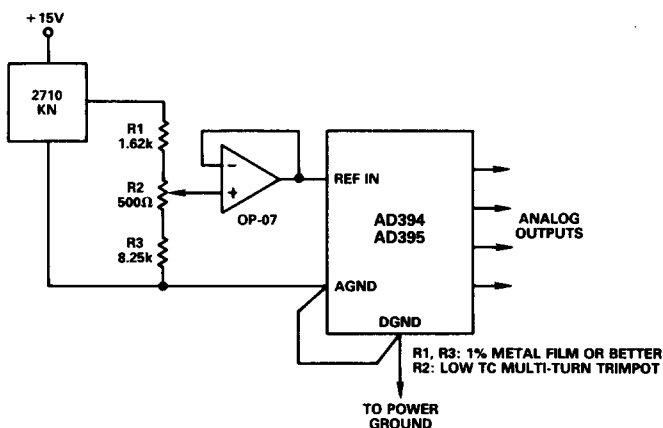 +15V
2710
KN
R1
1.62k
R2
500Ω
R3
8.25k
−
+
OP-07
REF IN
AD394
AD395
AGND
DGND
ANALOG
OUTPUTS
R1, R3: 1% METAL FILM OR BETTER
R2: LOW TC MULTI-TURN TRIMPOT
TO POWER
GROUND